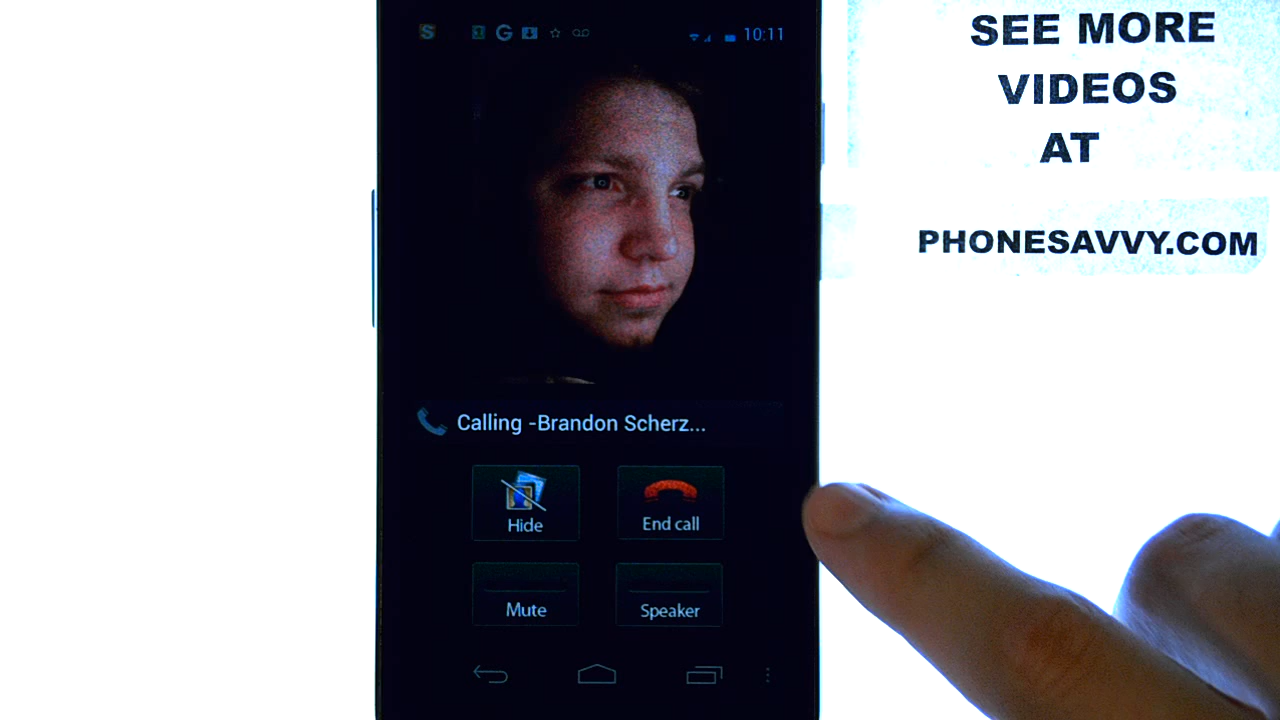 10:11
SEE MORE
VIDEOS
AT
PHONESAVVY.COM
Calling -Brandon Scherz...
Hide
End call
Mute
Speaker